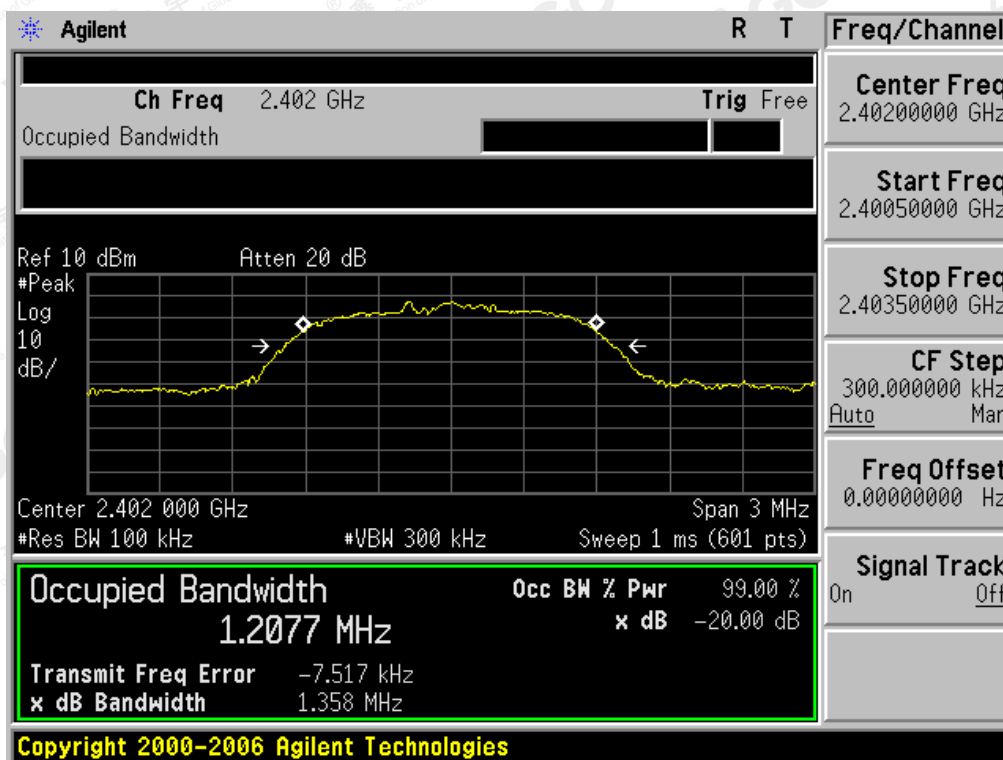 Agilent R T
Freq/Channel
Ch Freq 2.402 GHz Trig Free
Occupied Bandwidth
Center Freq
2.40200000 GHz
Start Freq
2.40050000 GHz
Stop Freq
2.40350000 GHz
CF Step
300.000000 kHz
Auto Man
Freq Offset
0.00000000 Hz
Signal Track
On Off
Ref 10 dBm Atten 20 dB
#Peak
Log
10
dB/
Center 2.402 000 GHz Span 3 MHz
#Res BW 100 kHz #VBW 300 kHz Sweep 1 ms (601 pts)
Occupied Bandwidth
1.2077 MHz
Occ BW % Pwr 99.00 %
x dB -20.00 dB
Transmit Freq Error -7.517 kHz
x dB Bandwidth 1.358 MHz
Copyright 2000-2006 Agilent Technologies